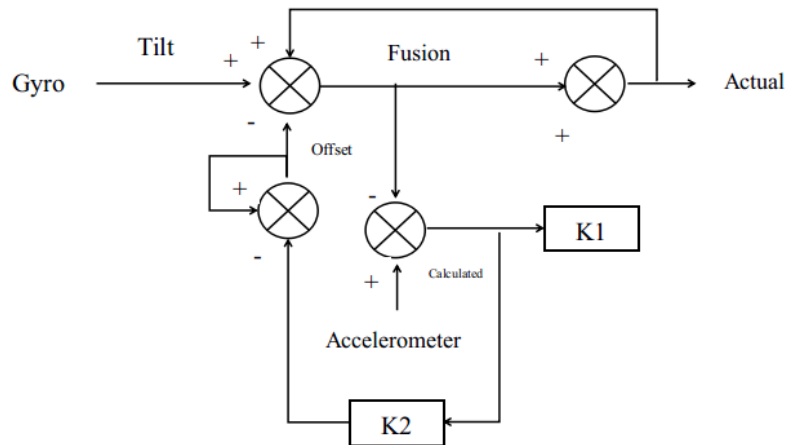 Tilt
+
+
Fusion
+
Gyro
Actual
-
Offset
+
+
-
-
K1
+
Calculated
Accelerometer
K2